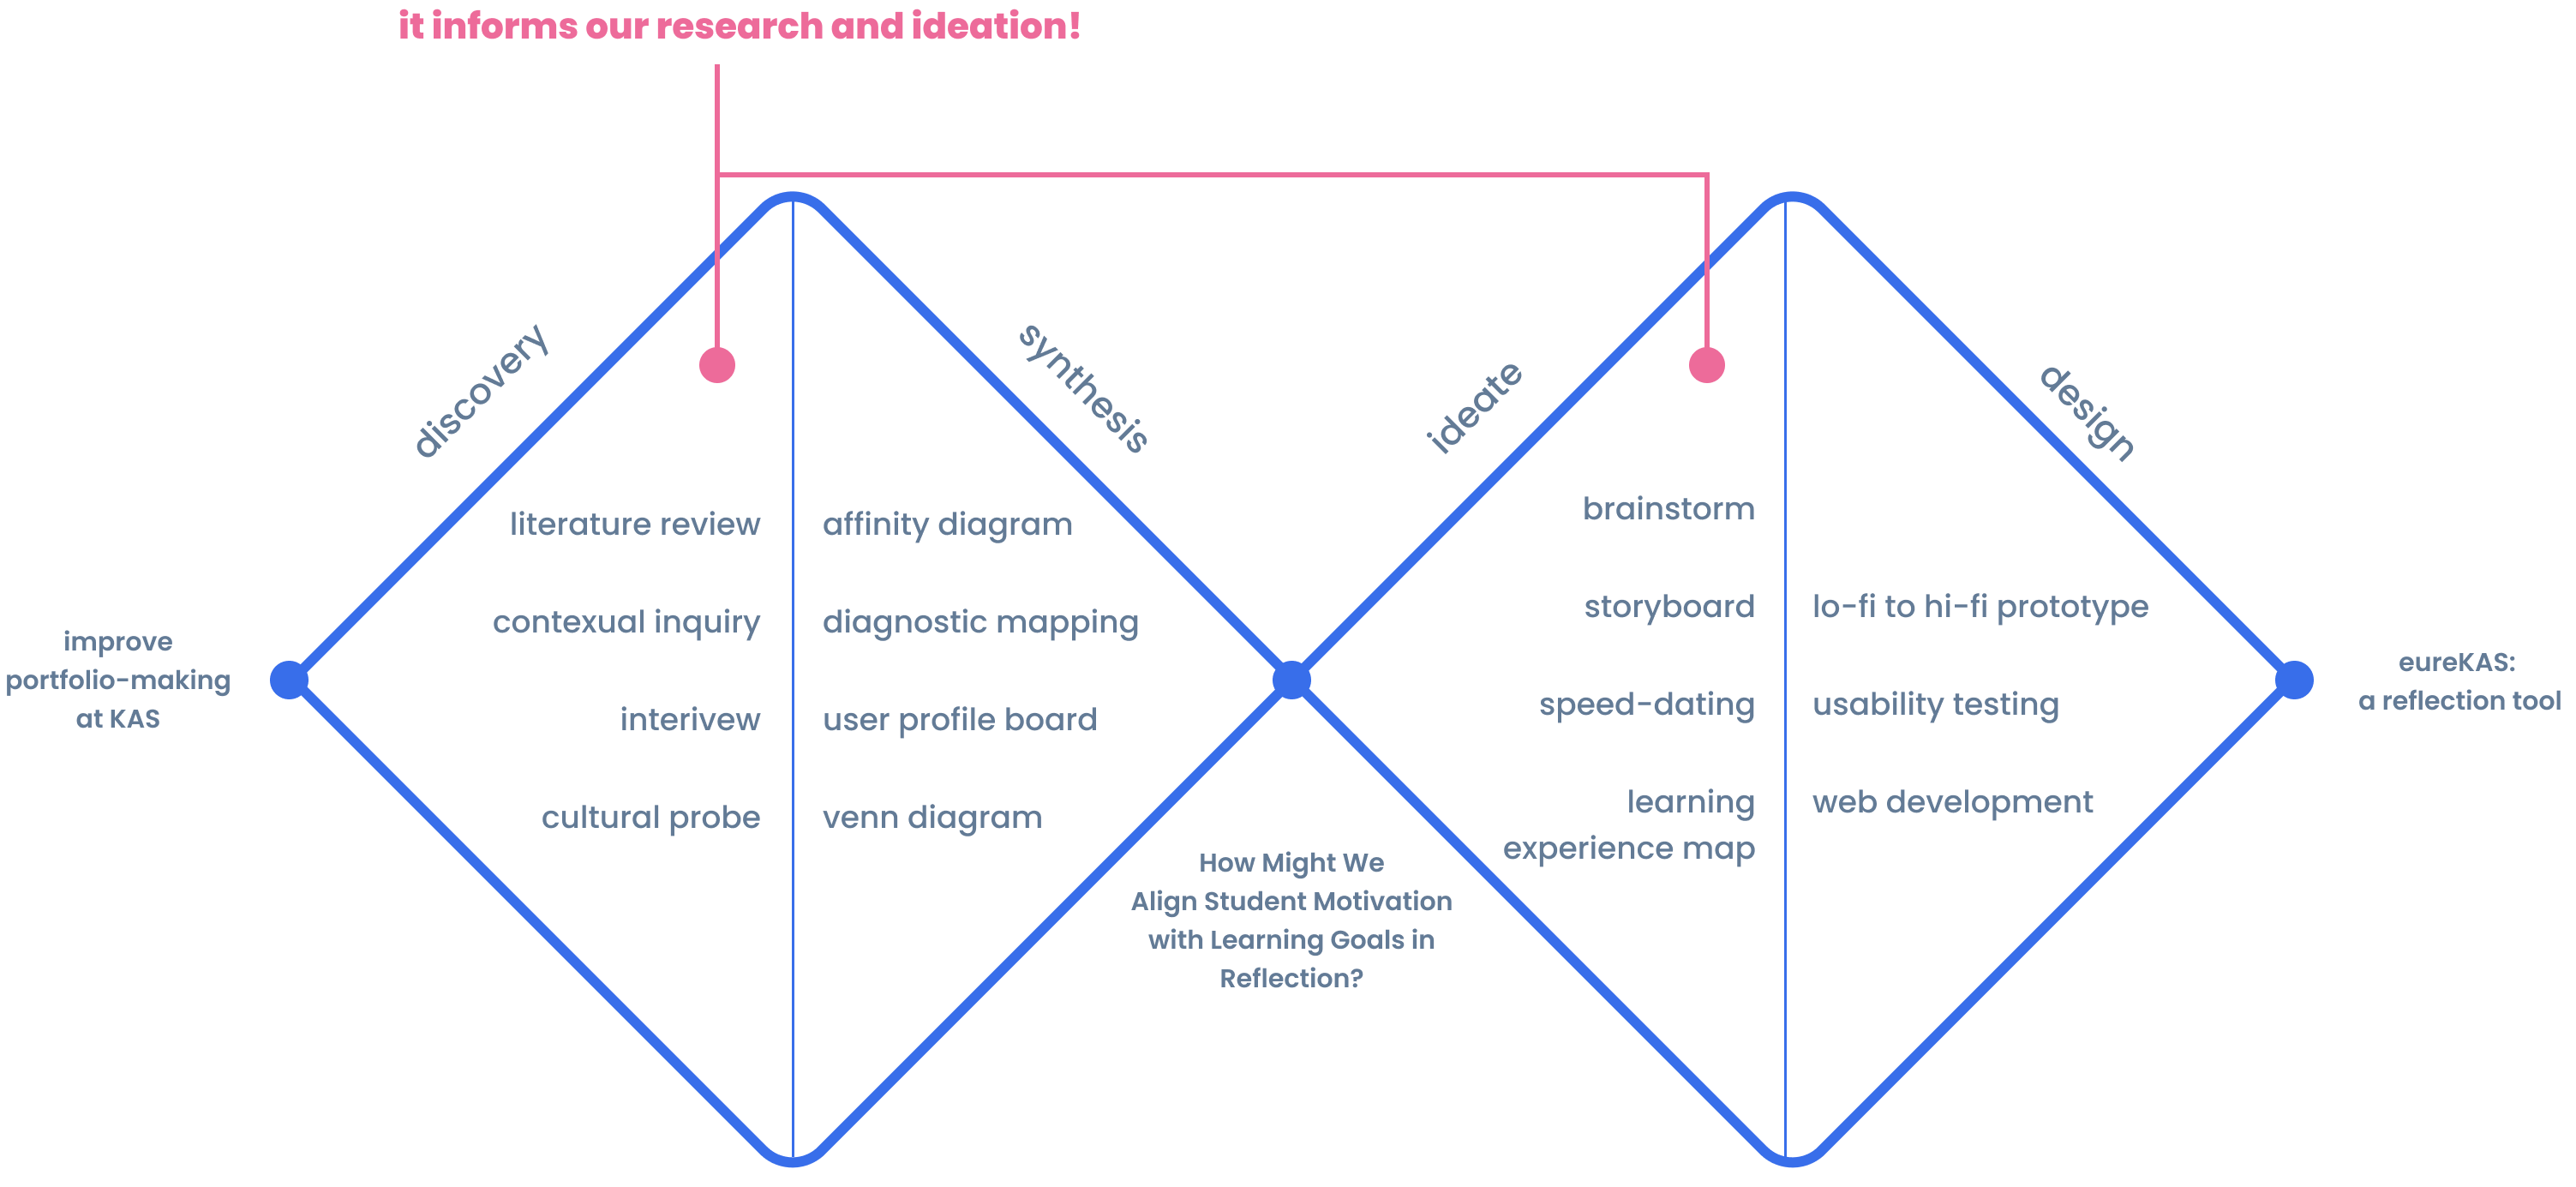 it informs our research and ideation!
discovery
synthesis
ideate
design
literature review
contexual inquiry
interivew
cultural probe
affinity diagram
diagnostic mapping
user profile board
venn diagram
brainstorm
storyboard
speed-dating
learning
experience map
lo-fi to hi-fi prototype
usability testing
web development
improve
portfolio-making
at KAS
How Might We
Align Student Motivation
with Learning Goals in
Reflection?
eureKAS:
a reflection tool